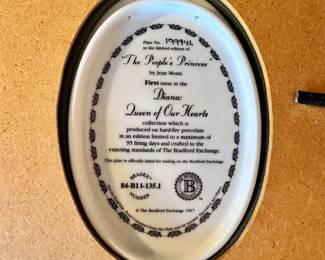 Plate No. 15994L
in the limited edition of
"The People's Princess
by Jean Monti
First issue in the
Diana:
Queen of Our Hearts
collection which is
produced on hard-fire porcelain
in an edition limited to a maximum of
95 firing days and crafted to the
exacting standards of The Bradford Exchange.
This plate is officially listed for trading on The Bradford Exchange.
BRADEX
NUMBER
84-B11-135.1
B
© The Bradford Exchange 1997